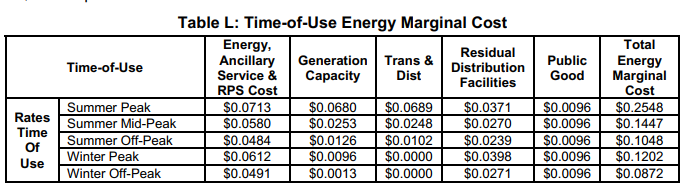 Table L: Time-of-Use Energy Marginal Cost
Time-of-Use Energy, Ancillary Service & RPS Cost Generation Capacity Trans & Dist Residual Distribution Facilities Public Good Total Energy Marginal Cost
Rates Time Of Use
Summer Peak $0.0713 $0.0680 $0.0689 $0.0371 $0.0096 $0.2548
Summer Mid-Peak $0.0580 $0.0253 $0.0248 $0.0270 $0.0096 $0.1447
Summer Off-Peak $0.0484 $0.0126 $0.0102 $0.0239 $0.0096 $0.1048
Winter Peak $0.0612 $0.0096 $0.0000 $0.0398 $0.0096 $0.1202
Winter Off-Peak $0.0491 $0.0013 $0.0000 $0.0271 $0.0096 $0.0872